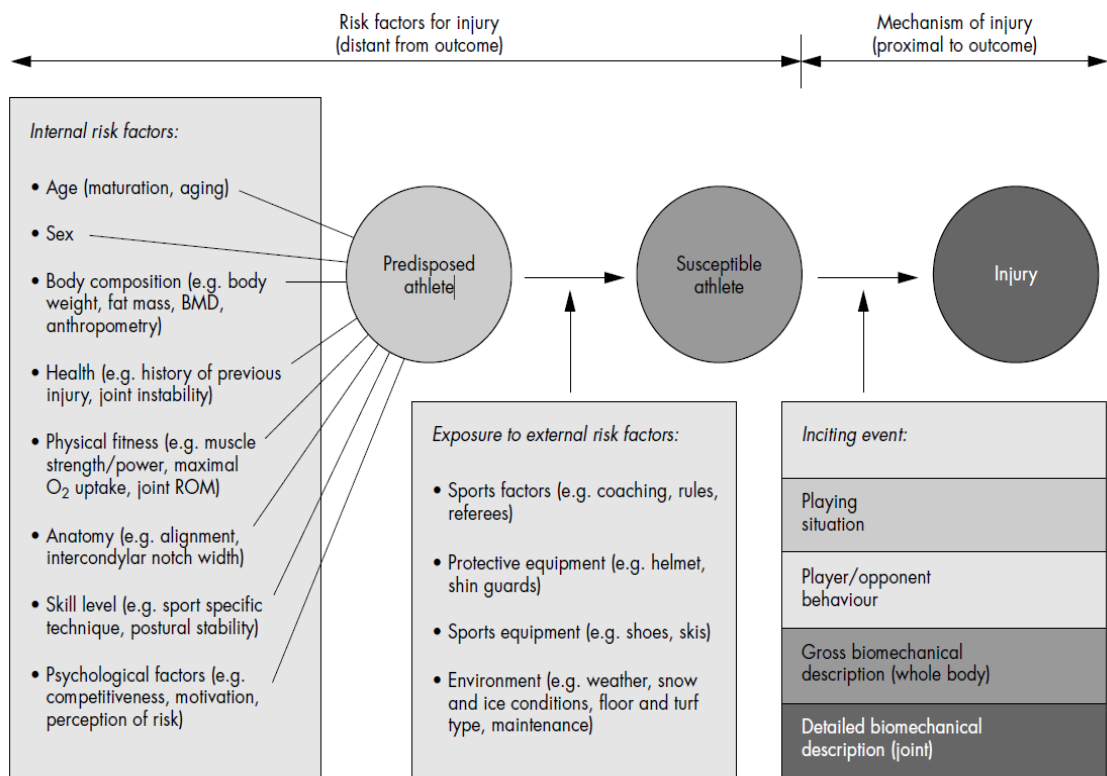 Risk factors for injury
(distant from outcome)
Mechanism of injury
(proximal to outcome)
Internal risk factors:
• Age (maturation, aging)
• Sex
• Body composition (e.g. body
weight, fat mass, BMD,
anthropometry)
• Health (e.g. history of previous
injury, joint instability)
• Physical fitness (e.g. muscle
strength/power, maximal
O2 uptake, joint ROM)
• Anatomy (e.g. alignment,
intercondylar notch width)
• Skill level (e.g. sport specific
technique, postural stability)
• Psychological factors (e.g.
competitiveness, motivation,
perception of risk)
Predisposed
athlete
Susceptible
athlete
Injury
Exposure to external risk factors:
• Sports factors (e.g. coaching, rules,
referees)
• Protective equipment (e.g. helmet,
shin guards)
• Sports equipment (e.g. shoes, skis)
• Environment (e.g. weather, snow
and ice conditions, floor and turf
type, maintenance)
Inciting event:
Playing
situation
Player/opponent
behaviour
Gross biomechanical
description (whole body)
Detailed biomechanical
description (joint)